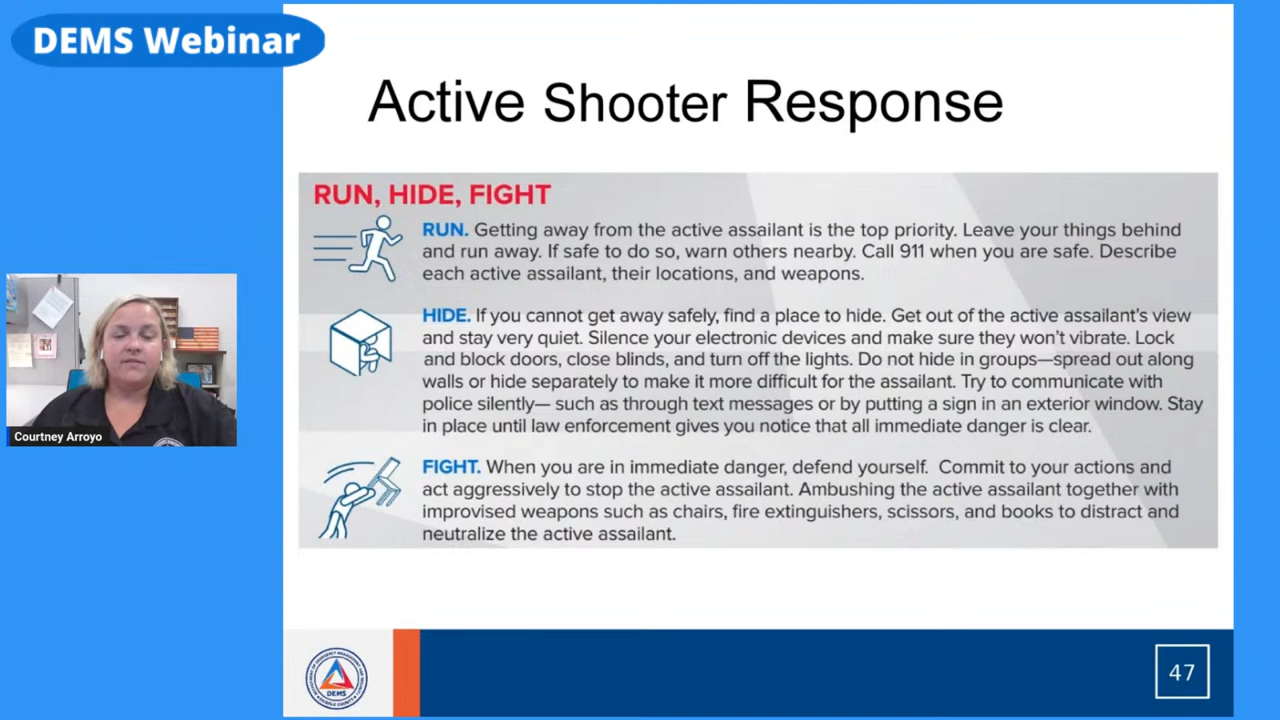 DEMS Webinar
Active Shooter Response
RUN, HIDE, FIGHT
RUN. Getting away from the active assailant is the top priority. Leave your things behind
and run away. If safe to do so, warn others nearby. Call 911 when you are safe. Describe
each active assailant, their locations, and weapons.
HIDE. If you cannot get away safely, find a place to hide. Get out of the active assailant's view
and stay very quiet. Silence your electronic devices and make sure they won't vibrate. Lock
and block doors, close blinds, and turn off the lights. Do not hide in groups—spread out along
walls or hide separately to make it more difficult for the assailant. Try to communicate with
police silently— such as through text messages or by putting a sign in an exterior window. Stay
in place until law enforcement gives you notice that all immediate danger is clear.
FIGHT. When you are in immediate danger, defend yourself.  Commit to your actions and
act aggressively to stop the active assailant. Ambushing the active assailant together with
improvised weapons such as chairs, fire extinguishers, scissors, and books to distract and
neutralize the active assailant.
Courtney Arroyo
DEMS
47